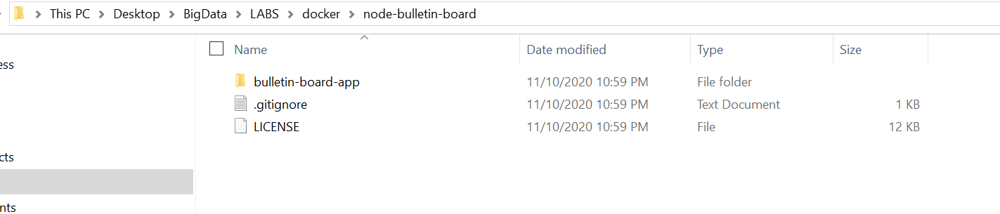 This PC > Desktop > BigData > LABS > docker > node-bulletin-board
Name Date modified Type Size
ess
bulletin-board-app 11/10/2020 10:59 PM File folder
.gitignore 11/10/2020 10:59 PM Text Document 1 KB
LICENSE 11/10/2020 10:59 PM File 12 KB
cts
nts